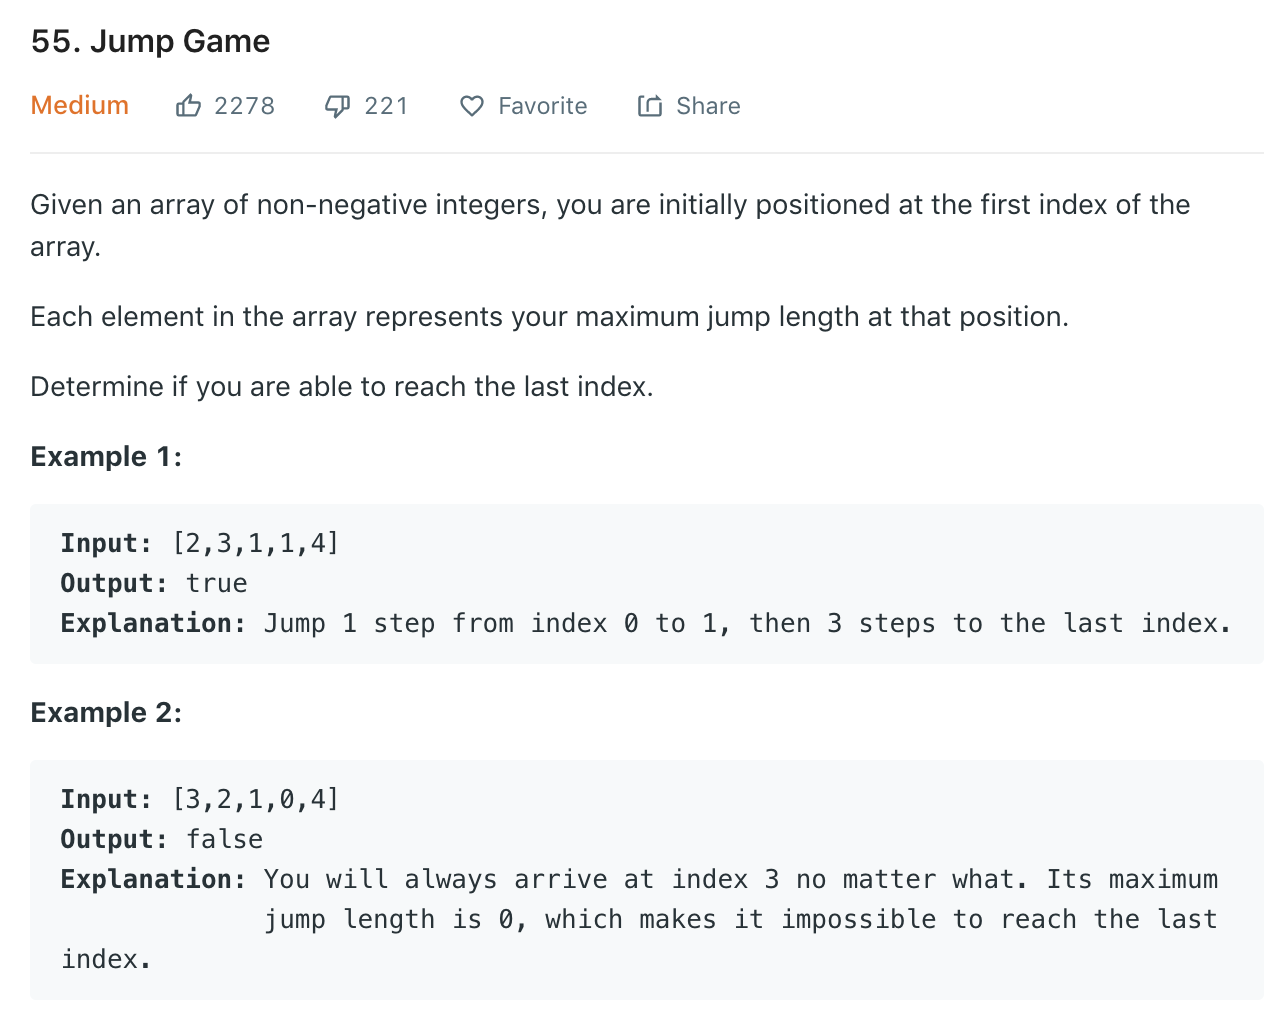 55. Jump Game
Medium 2278 221 Favorite Share
Given an array of non-negative integers, you are initially positioned at the first index of the
array.
Each element in the array represents your maximum jump length at that position.
Determine if you are able to reach the last index.
Example 1:
Input: [2,3,1,1,4]
Output: true
Explanation: Jump 1 step from index 0 to 1, then 3 steps to the last index.
Example 2:
Input: [3,2,1,0,4]
Output: false
Explanation: You will always arrive at index 3 no matter what. Its maximum
jump length is 0, which makes it impossible to reach the last
index.